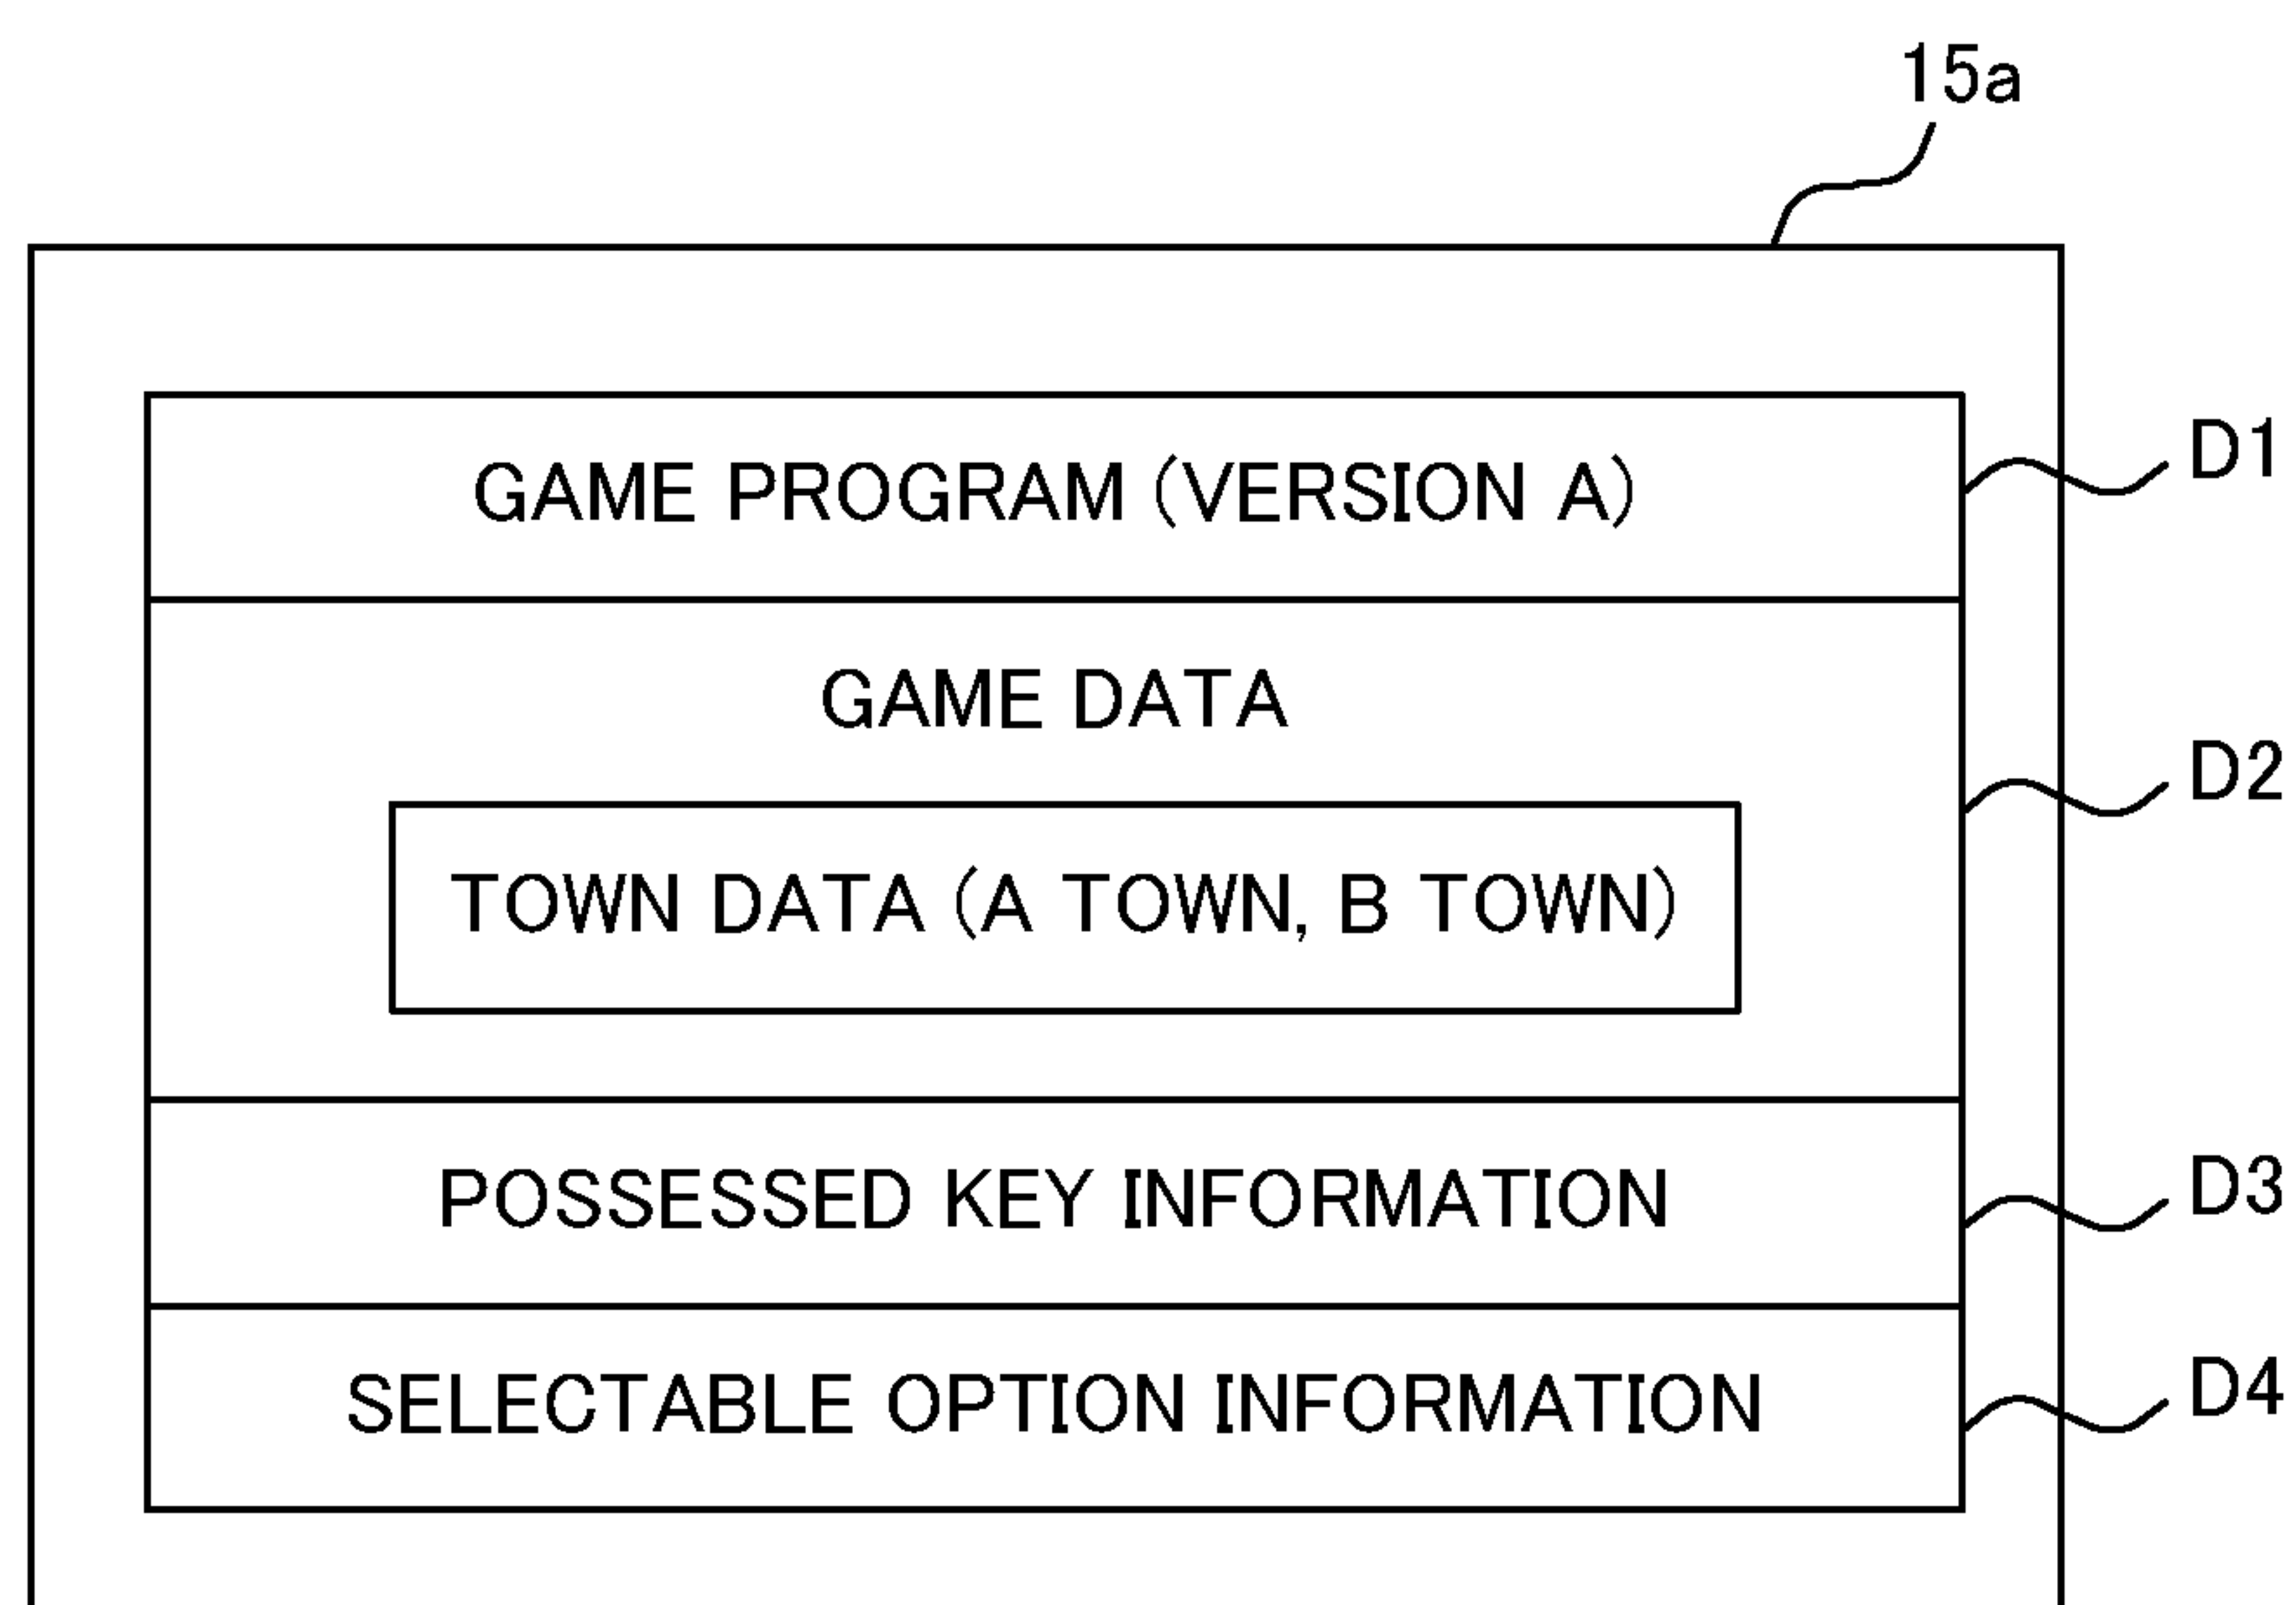 15a
GAME PROGRAM (VERSION A)
D1
GAME DATA
D2
TOWN DATA (A TOWN, B TOWN)
POSSESSED KEY INFORMATION
D3
SELECTABLE OPTION INFORMATION
D4